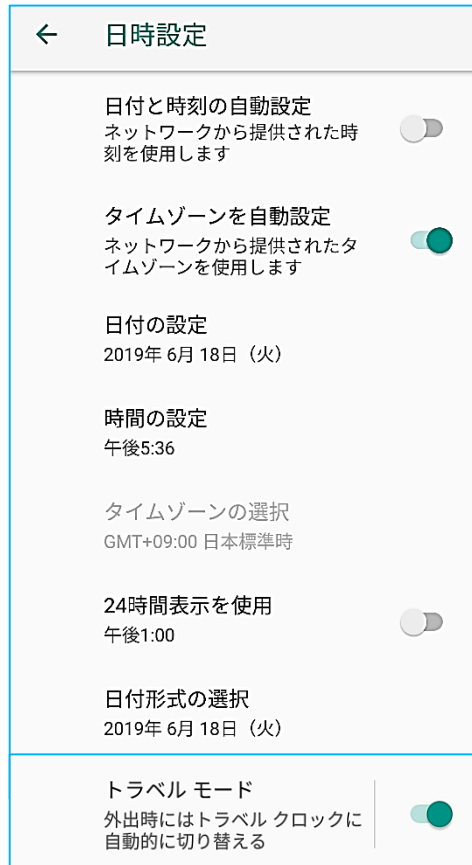 日時設定
日付と時刻の自動設定
ネットワークから提供された時
刻を使用します
タイムゾーンを自動設定
ネットワークから提供されたタ
イムゾーンを使用します
日付の設定
2019年 6月 18日（火）
時間の設定
午後5:36
タイムゾーンの選択
GMT+09:00 日本標準時
24時間表示を使用
午後1:00
日付形式の選択
2019年 6月 18日（火）
トラベル モード
外出時にはトラベル クロックに
自動的に切り替える